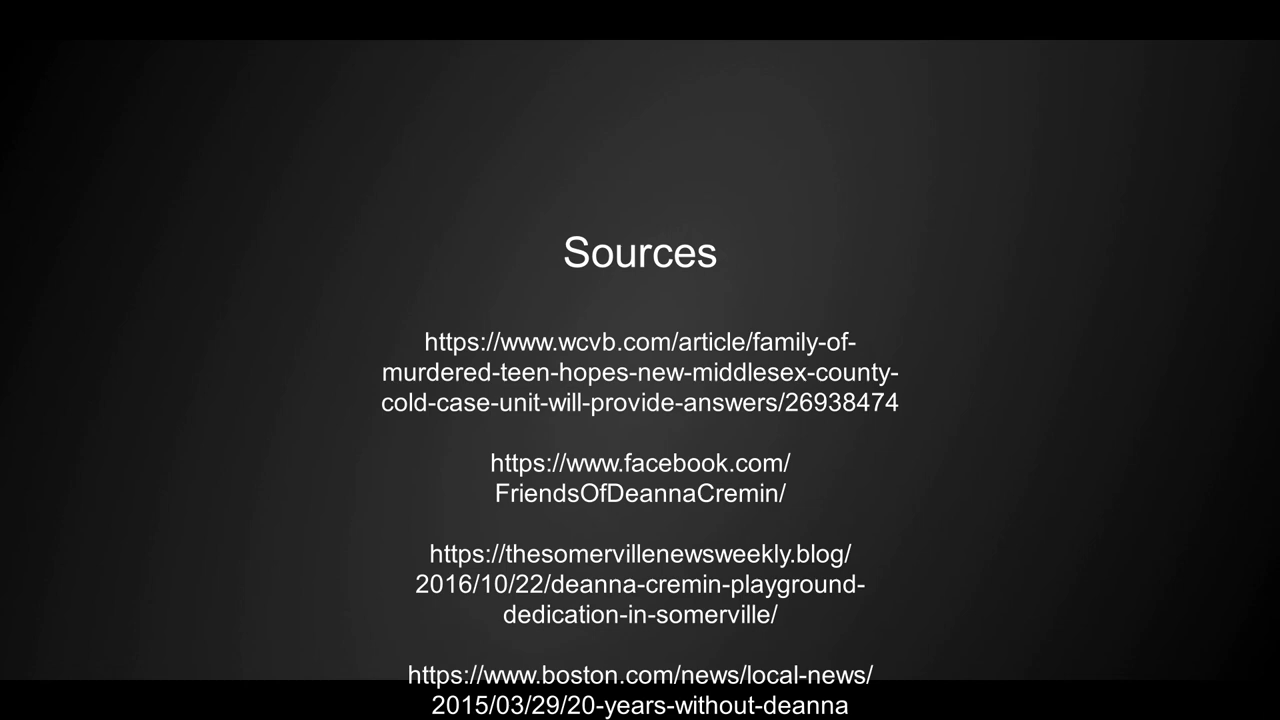 Sources
https://www.wcvb.com/article/family-of-
murdered-teen-hopes-new-middlesex-county-
cold-case-unit-will-provide-answers/26938474
https://www.facebook.com/
FriendsOfDeannaCremin/
https://thesomervillenewsweekly.blog/
2016/10/22/deanna-cremin-playground-
dedication-in-somerville/
https://www.boston.com/news/local-news/
2015/03/29/20-years-without-deanna